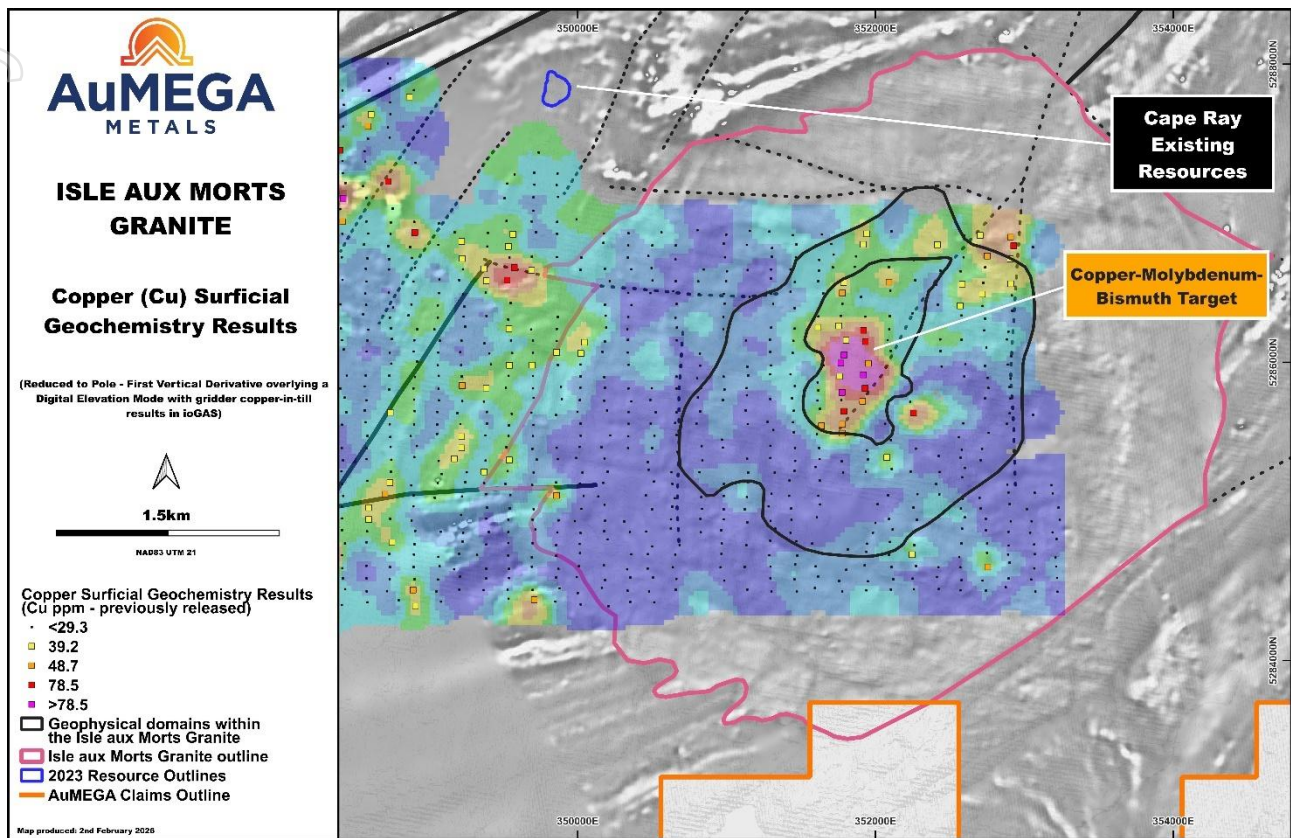 AuMEGA
METALS
ISLE AUX MORTS
GRANITE
Copper (Cu) Surficial
Geochemistry Results
(Reduced to Pole - First Vertical Derivative overlying a
Digital Elevation Mode with gridder copper-in-till
results in ioGAS)
1.5km
NAD83 UTM 21
Copper Surficial Geochemistry Results
(Cu ppm - previously released)
<29.3
39.2
48.7
78.5
>78.5
Geophysical domains within
the Isle aux Morts Granite
Isle aux Morts Granite outline
2023 Resource Outlines
AuMEGA Claims Outline
Map produced: 2nd February 2026
350000E
352000E
354000E
5288000N
Cape Ray
Existing
Resources
Copper-Molybdenum-
Bismuth Target
5286000N
5284000N
350000E
352000E
354000E